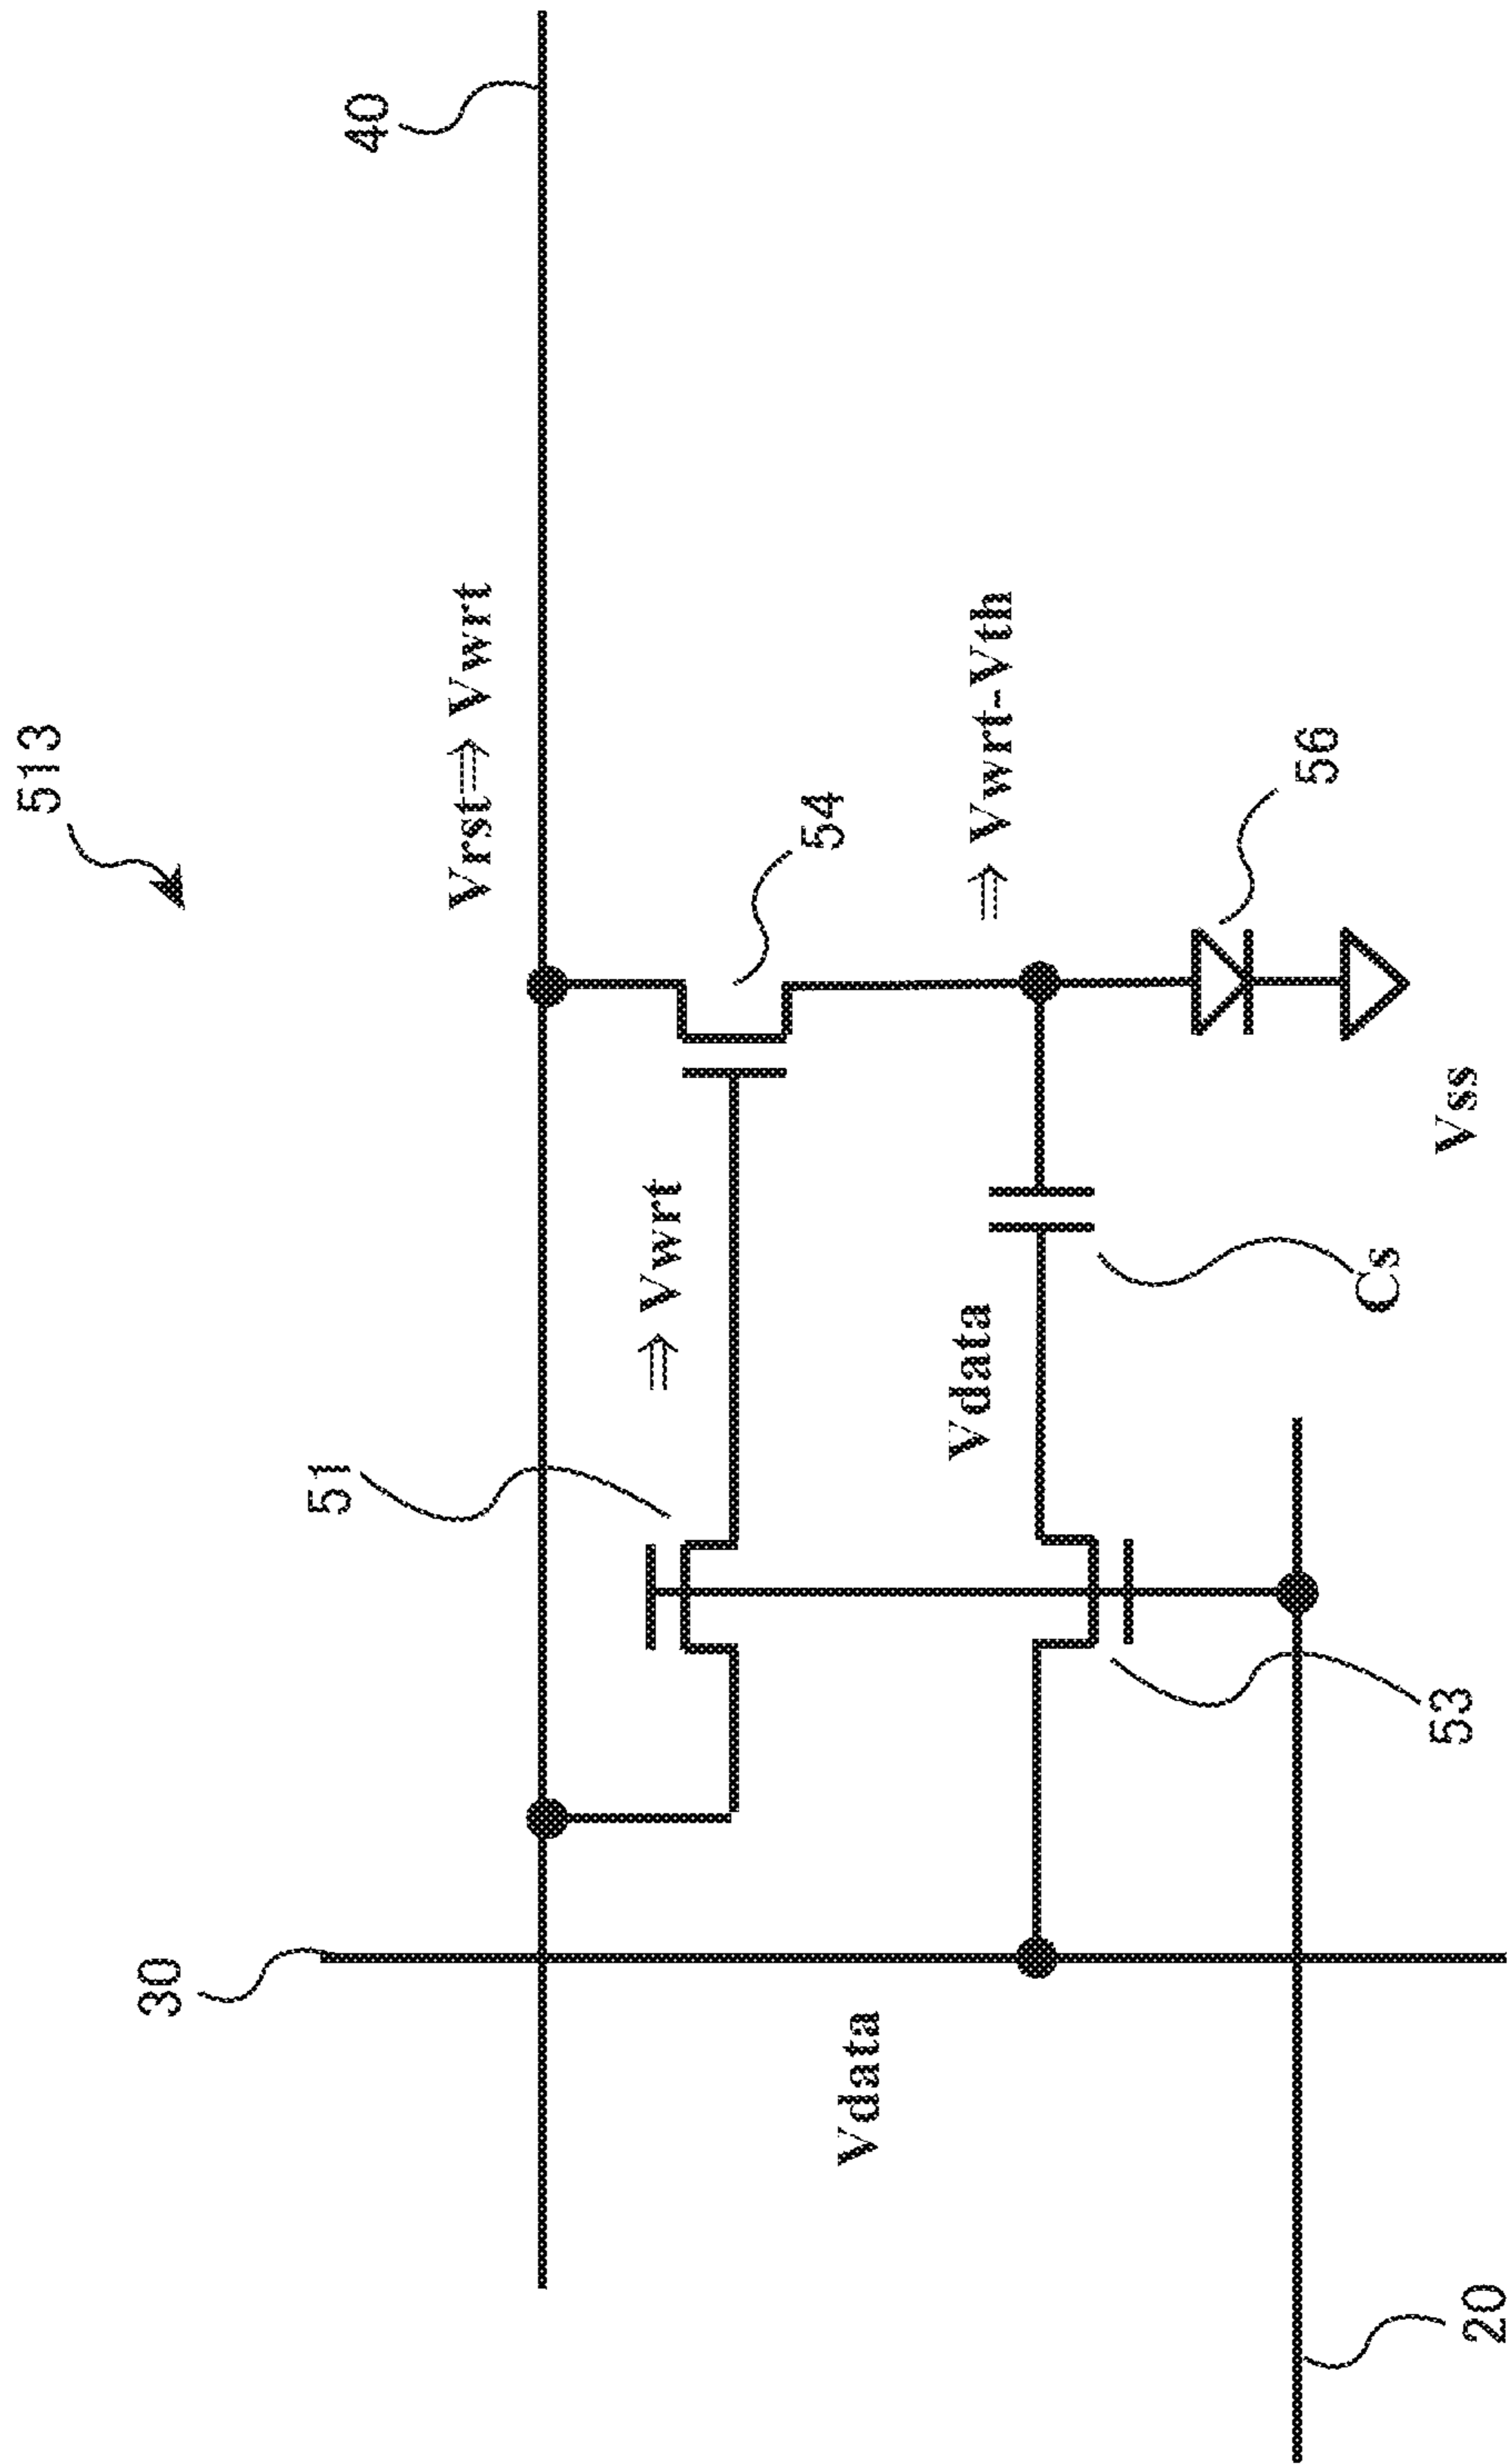 513
40
Vrst⇒Vwrt
30
51
⇒ Vwrt
54
Vdata
Vdata
⇒ Vwrt-Vth
56
Cs
Vss
20
53